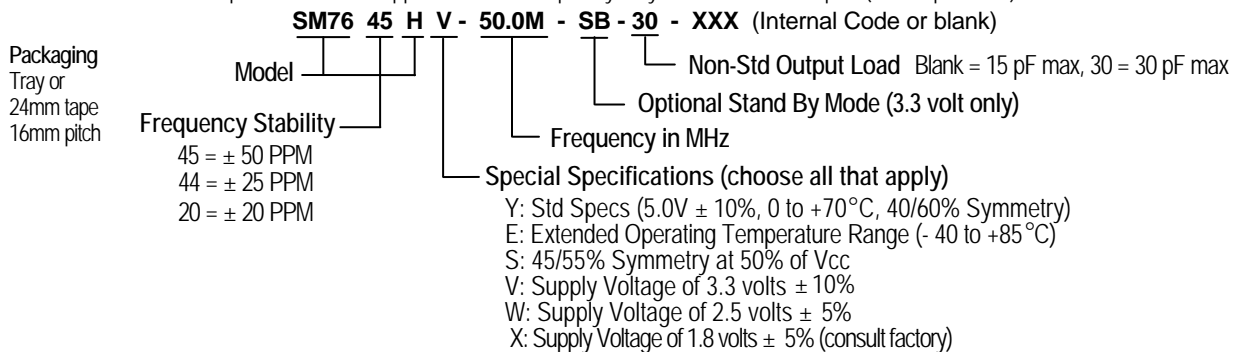 SM76 45 H V - 50.0M - SB - 30 - XXX (Internal Code or blank)
Packaging
Tray or
24mm tape
16mm pitch
Model
Non-Std Output Load Blank = 15 pF max, 30 = 30 pF max
Optional Stand By Mode (3.3 volt only)
Frequency Stability
Frequency in MHz
45 = ± 50 PPM
44 = ± 25 PPM
20 = ± 20 PPM
Special Specifications (choose all that apply)
Y: Std Specs (5.0V ± 10%, 0 to +70°C, 40/60% Symmetry)
E: Extended Operating Temperature Range (- 40 to +85°C)
S: 45/55% Symmetry at 50% of Vcc
V: Supply Voltage of 3.3 volts ± 10%
W: Supply Voltage of 2.5 volts ± 5%
X: Supply Voltage of 1.8 volts ± 5% (consult factory)